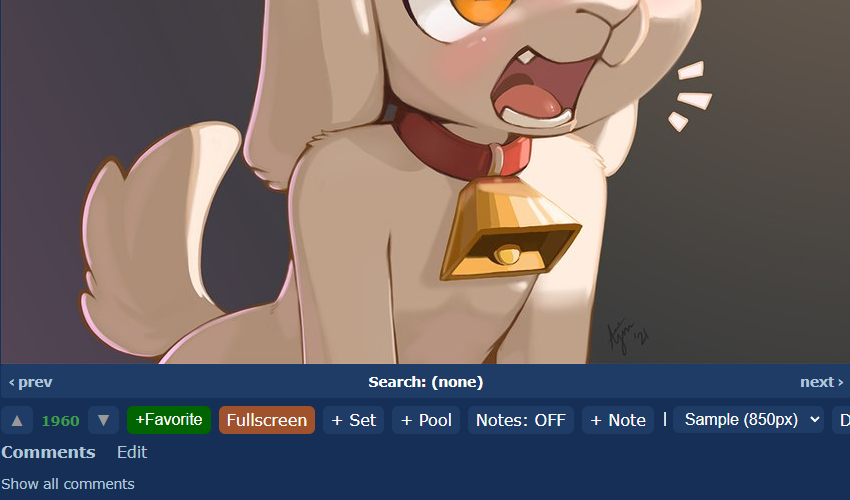 '21
‹ prev
Search: (none)
next ›
▲ 1960 ▼ +Favorite Fullscreen + Set + Pool Notes: OFF + Note | Sample (850px) D
Comments Edit
Show all comments